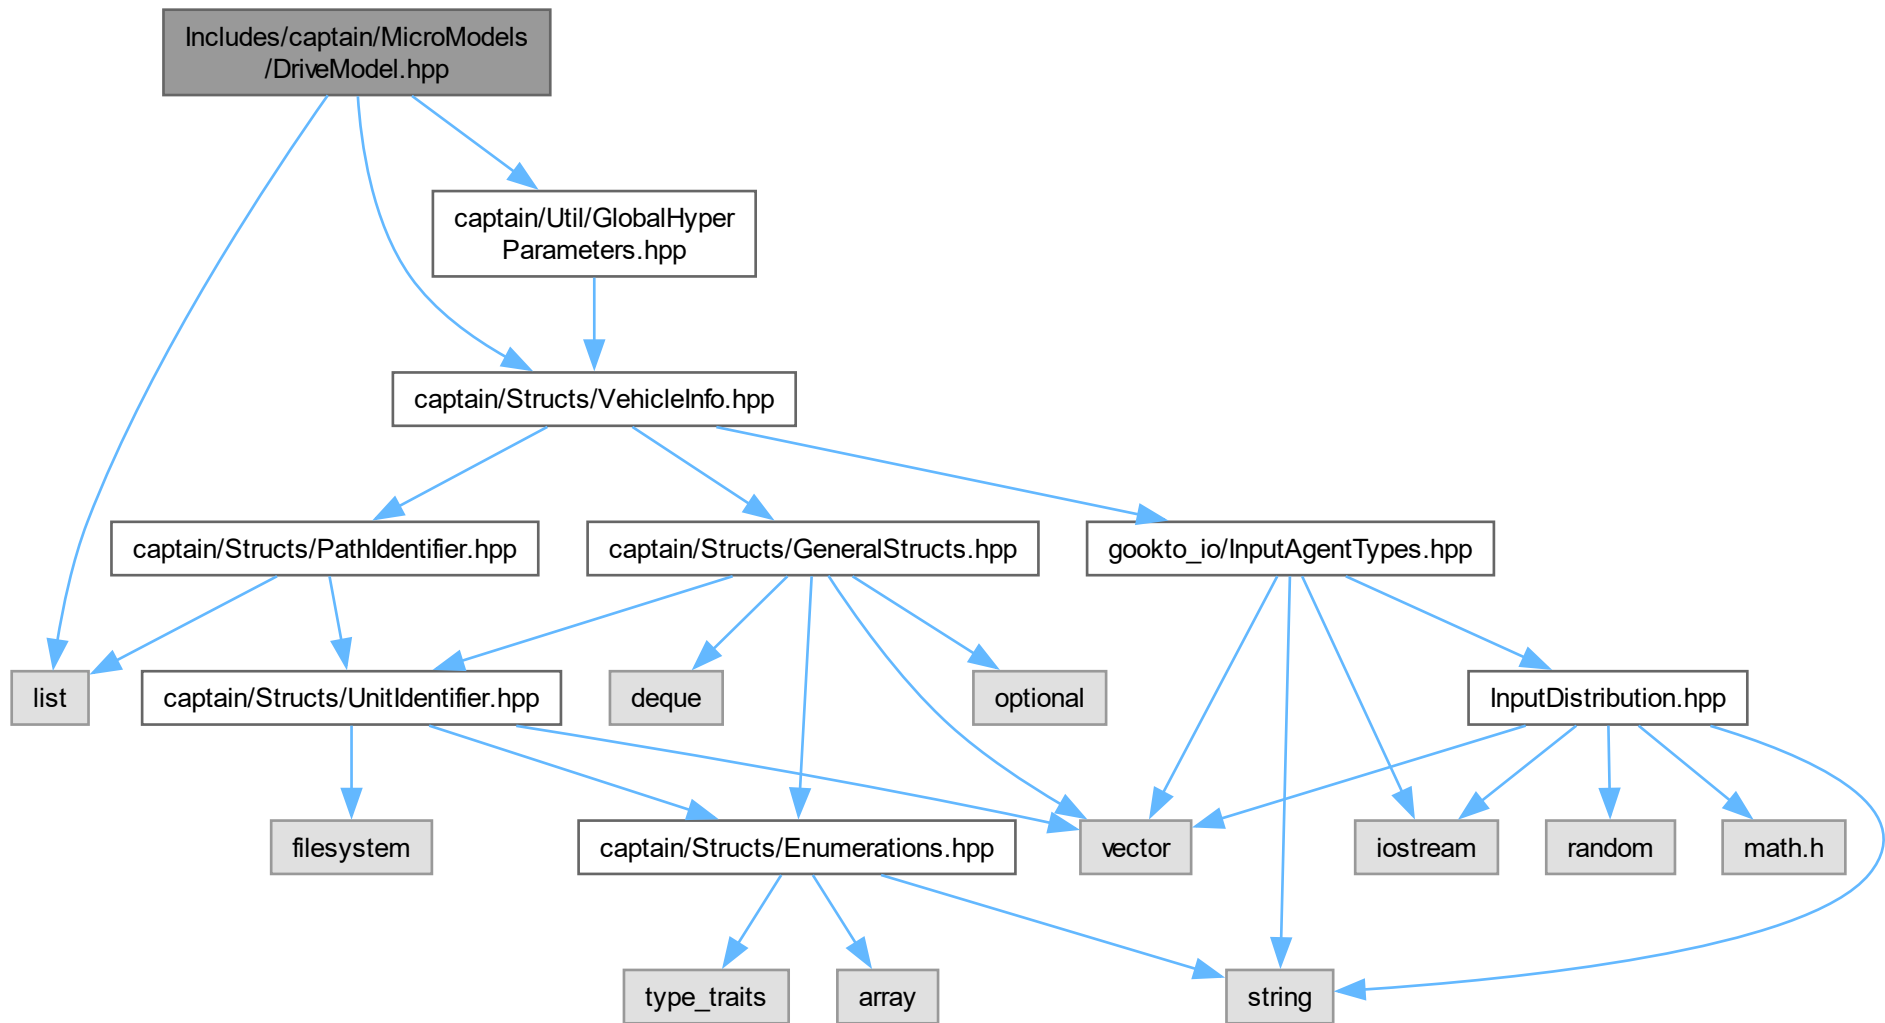 Includes/captain/MicroModels
/DriveModel.hpp
captain/Util/GlobalHyper
Parameters.hpp
captain/Structs/VehicleInfo.hpp
captain/Structs/PathIdentifier.hpp
captain/Structs/GeneralStructs.hpp
gookto_io/InputAgentTypes.hpp
list
captain/Structs/UnitIdentifier.hpp
deque
optional
InputDistribution.hpp
filesystem
captain/Structs/Enumerations.hpp
vector
iostream
random
math.h
type_traits
array
string